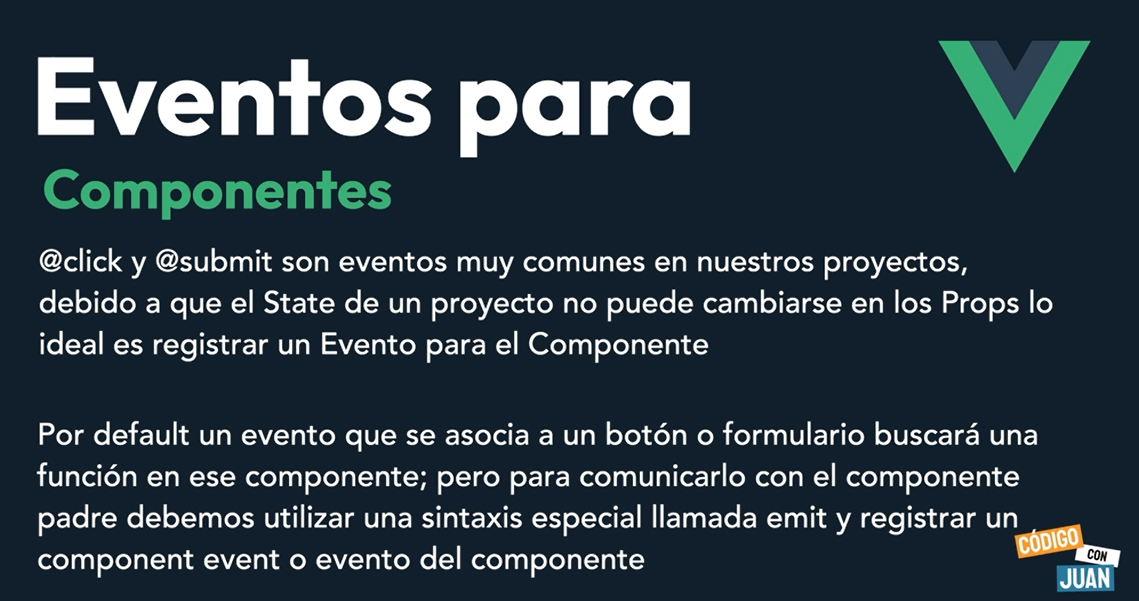 Eventos para
Componentes
@click y @submit son eventos muy comunes en nuestros proyectos,
debido a que el State de un proyecto no puede cambiarse en los Props lo
ideal es registrar un Evento para el Componente
Por default un evento que se asocia a un botón o formulario buscará una
función en ese componente; pero para comunicarlo con el componente
padre debemos utilizar una sintaxis especial llamada emit y registrar un
component event o evento del componente
CÓDIGO
CON
JUAN